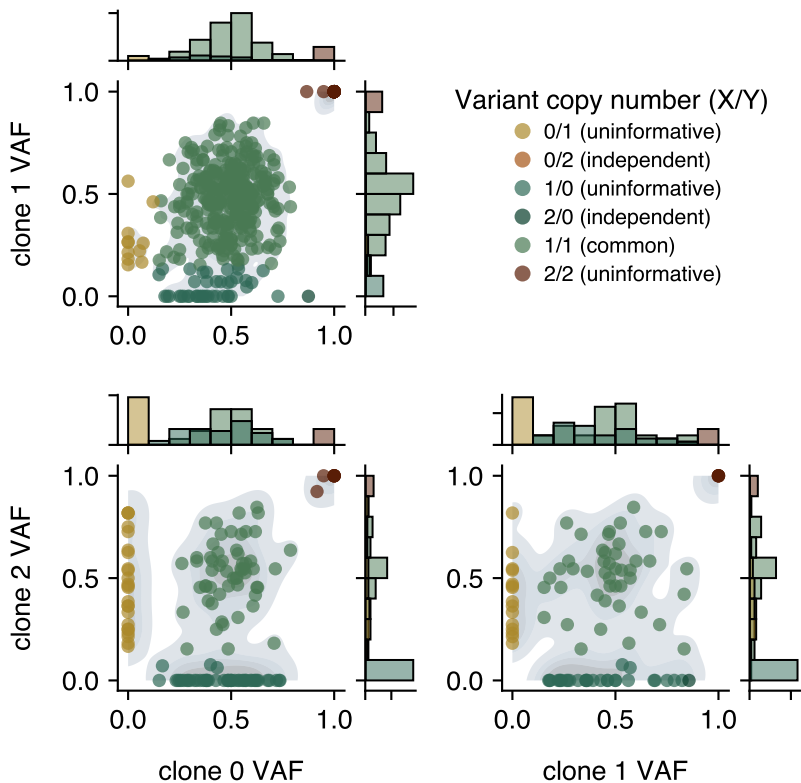 Variant copy number (X/Y)
0/1 (uninformative)
0/2 (independent)
1/0 (uninformative)
2/0 (independent)
1/1 (common)
2/2 (uninformative)
clone 1 VAF
1.0
0.5
0.0
0.0 0.5 1.0
clone 2 VAF
1.0
0.5
0.0
0.0 0.5 1.0
clone 0 VAF
1.0
0.5
0.0
0.0 0.5 1.0
clone 1 VAF